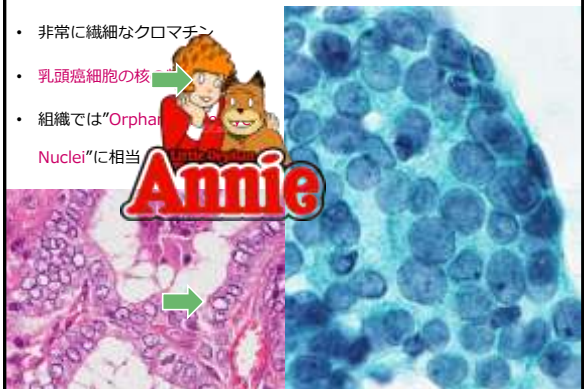 • 非常に繊細なクロマチン
• 乳頭癌細胞の核
• 組織では"Orphan
Nuclei"に相当
Little Orphan
Annie